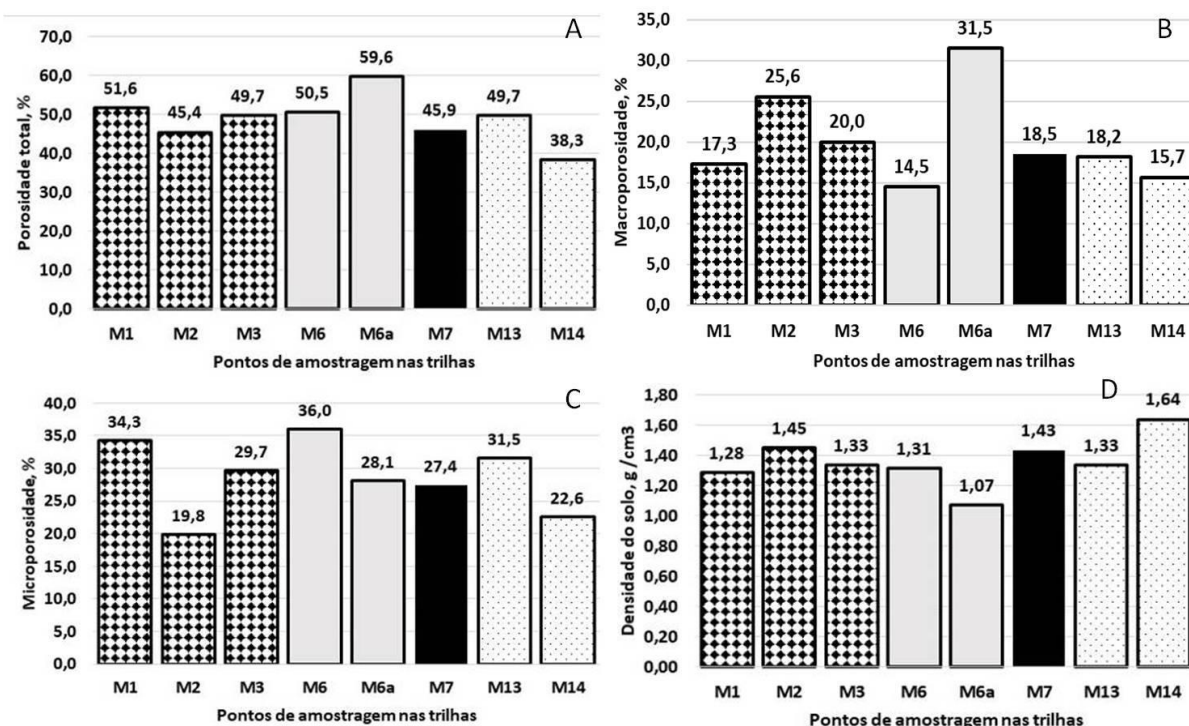 A
Porosidade total, %
70,0
60,0
50,0
40,0
30,0
20,0
10,0
0,0
51,6 45,4 49,7 50,5 59,6 45,9 49,7 38,3
M1 M2 M3 M6 M6a M7 M13 M14
Pontos de amostragem nas trilhas
B
Macroporosidade, %
35,0
30,0
25,0
20,0
15,0
10,0
5,0
0,0
17,3 25,6 20,0 14,5 31,5 18,5 18,2 15,7
M1 M2 M3 M6 M6a M7 M13 M14
Pontos de amostragem nas trilhas
C
Microporosidade, %
40,0
35,0
30,0
25,0
20,0
15,0
10,0
5,0
0,0
34,3 19,8 29,7 36,0 28,1 27,4 31,5 22,6
M1 M2 M3 M6 M6a M7 M13 M14
Pontos de amostragem nas trilhas
D
Densidade do solo, g /cm3
1,80
1,60
1,40
1,20
1,00
0,80
0,60
0,40
0,20
0,00
1,28 1,45 1,33 1,31 1,07 1,43 1,33 1,64
M1 M2 M3 M6 M6a M7 M13 M14
Pontos de amostragem nas trilhas